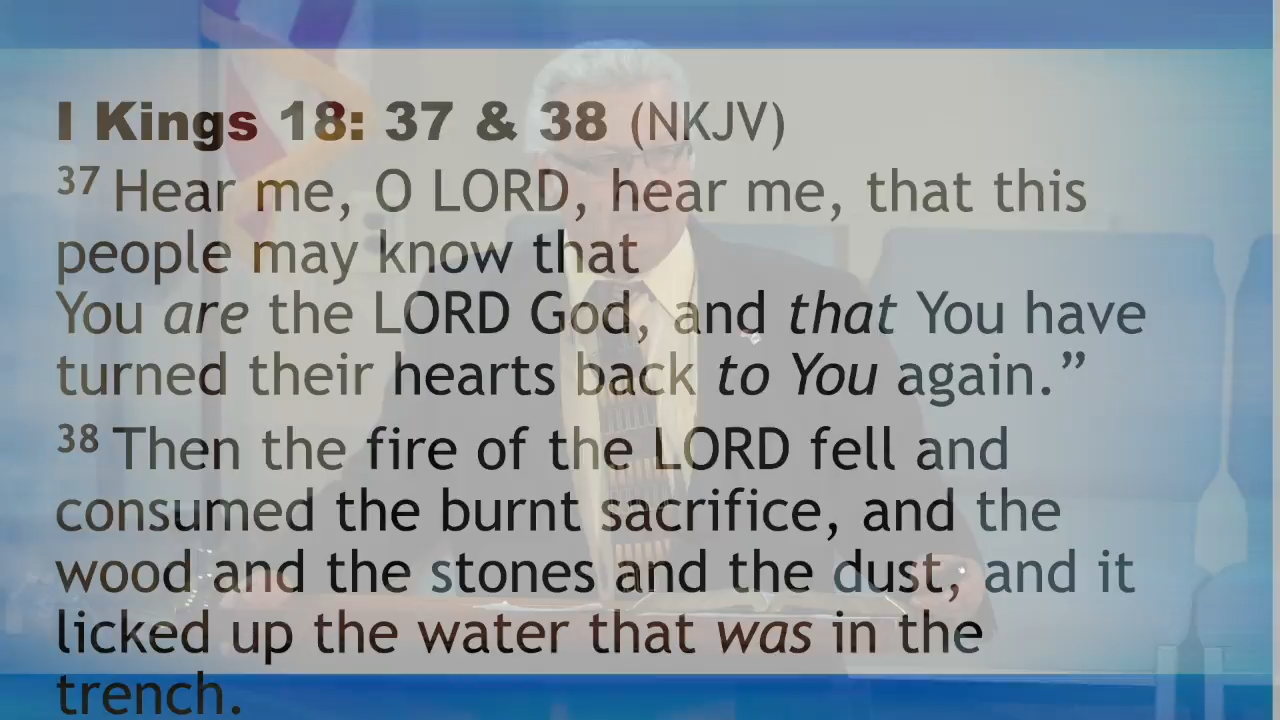 I Kings 18: 37 & 38 (NKJV)
37 Hear me, O LORD, hear me, that this
people may know that
You are the LORD God, and that You have
turned their hearts back to You again.”
38 Then the fire of the LORD fell and
consumed the burnt sacrifice, and the
wood and the stones and the dust, and it
licked up the water that was in the
trench.